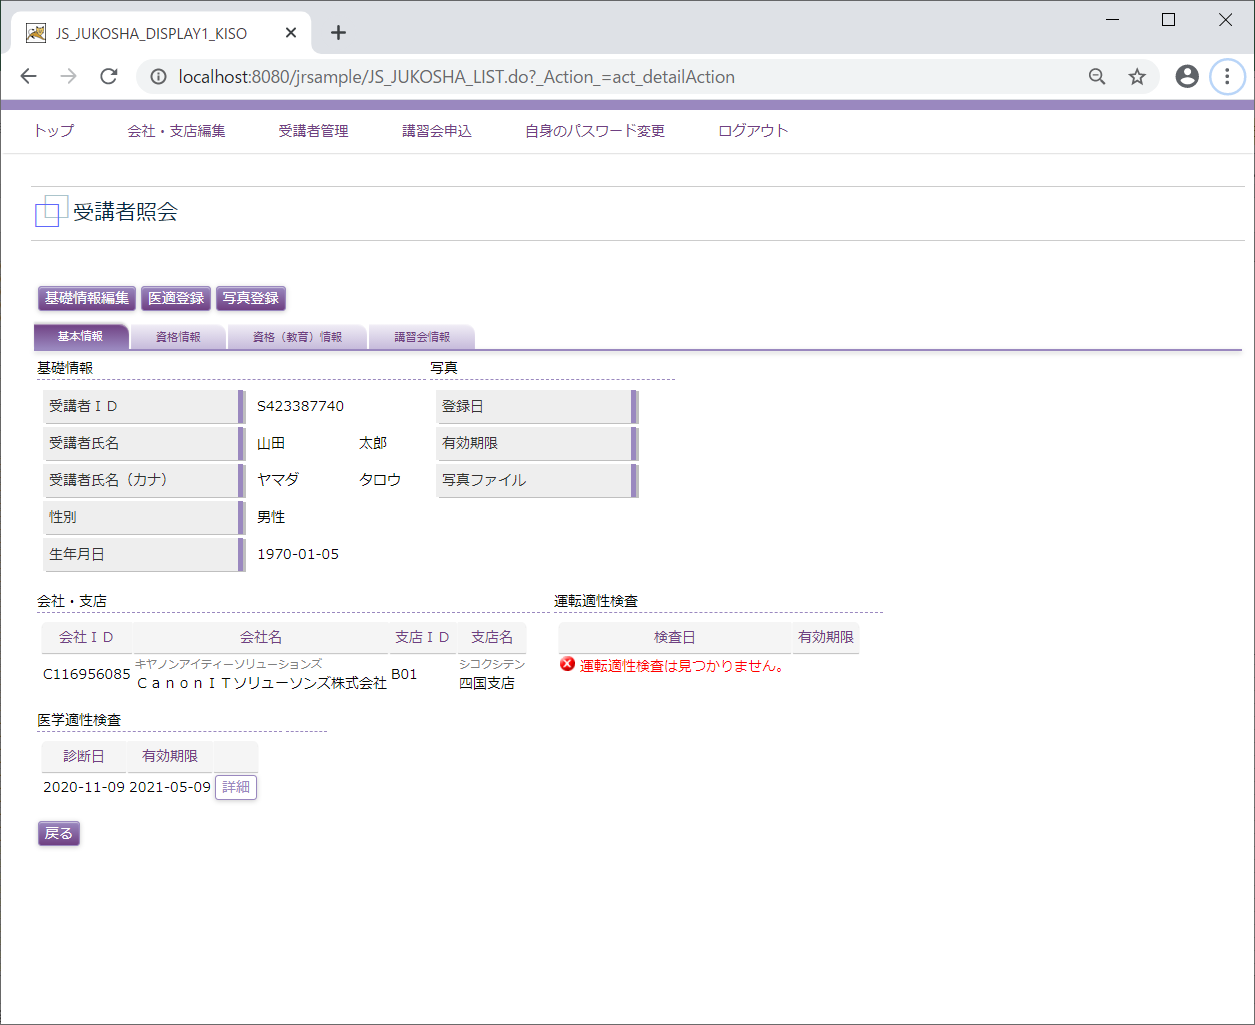 JS_JUKOSHA_DISPLAY1_KISO
localhost:8080/jrsample/JS_JUKOSHA_LIST.do?_Action_=act_detailAction
トップ 会社・支店編集 受講者管理 講習会申込 自身のパスワード変更 ログアウト
受講者照会
基礎情報編集 医適登録 写真登録
基本情報 資格情報 資格（教育）情報 講習会情報
基礎情報 写真
受講者ＩＤ S423387740 登録日
受講者氏名 山田 太郎 有効期限
受講者氏名（カナ） ヤマダ タロウ 写真ファイル
性別 男性
生年月日 1970-01-05
会社・支店 運転適性検査
会社ＩＤ 会社名 支店ＩＤ 支店名 検査日 有効期限
キヤノンアイティーソリューションズ シコクシテン
C116956085 ＣａｎｏｎＩＴソリューソンズ株式会社 B01 四国支店 運転適性検査は見つかりません。
医学適性検査
診断日 有効期限
2020-11-09 2021-05-09 詳細
戻る